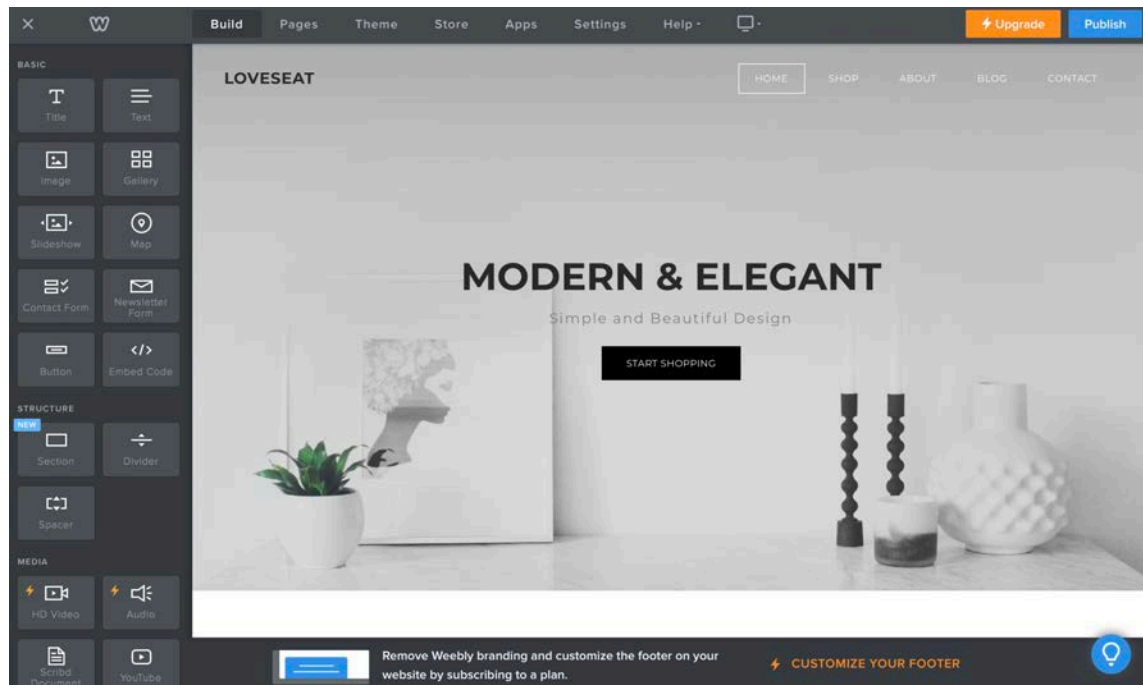 Build Pages Theme Store Apps Settings Help
Upgrade Publish
BASIC
Title Text
Image Gallery
Slideshow Map
Contact Form Newsletter
Form
Button Embed Code
STRUCTURE
NEW
Section Divider
Spacer
MEDIA
HD Video Audio
Scribd
Document YouTube
LOVESEAT
HOME SHOP ABOUT BLOG CONTACT
MODERN & ELEGANT
Simple and Beautiful Design
START SHOPPING
Remove Weebly branding and customize the footer on your
website by subscribing to a plan.
CUSTOMIZE YOUR FOOTER